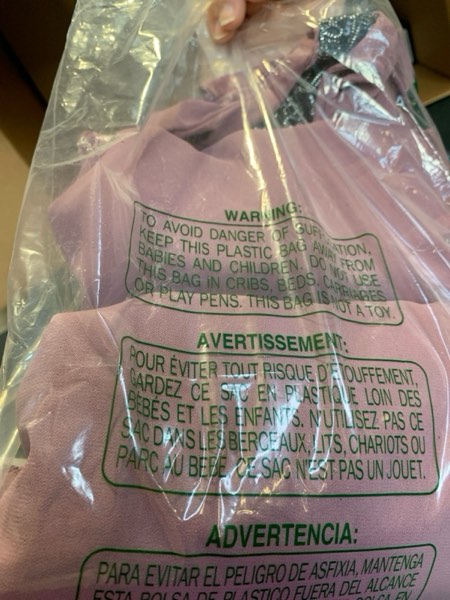 WARNING:
TO AVOID DANGER OF SUFFOCATION,
KEEP THIS PLASTIC BAG AWAY FROM
BABIES AND CHILDREN. DO NOT USE
THIS BAG IN CRIBS, BEDS, CARRIAGES
OR PLAY PENS. THIS BAG IS NOT A TOY.
AVERTISSEMENT:
POUR ÉVITER TOUT RISQUE D'ÉTOUFFEMENT,
GARDEZ CE SAC EN PLASTIQUE LOIN DES
BÉBÉS ET LES ENFANTS. N'UTILISEZ PAS CE
SAC DANS LES BERCEAUX, LITS, CHARIOTS OU
PARC AU BEBE. CE SAC N'EST PAS UN JOUET.
ADVERTENCIA:
PARA EVITAR EL PELIGRO DE ASFIXIA, MANTENGA
ESTA BOLSA DE PLASTICO FUERA DEL ALCANCE
BOLSA EN